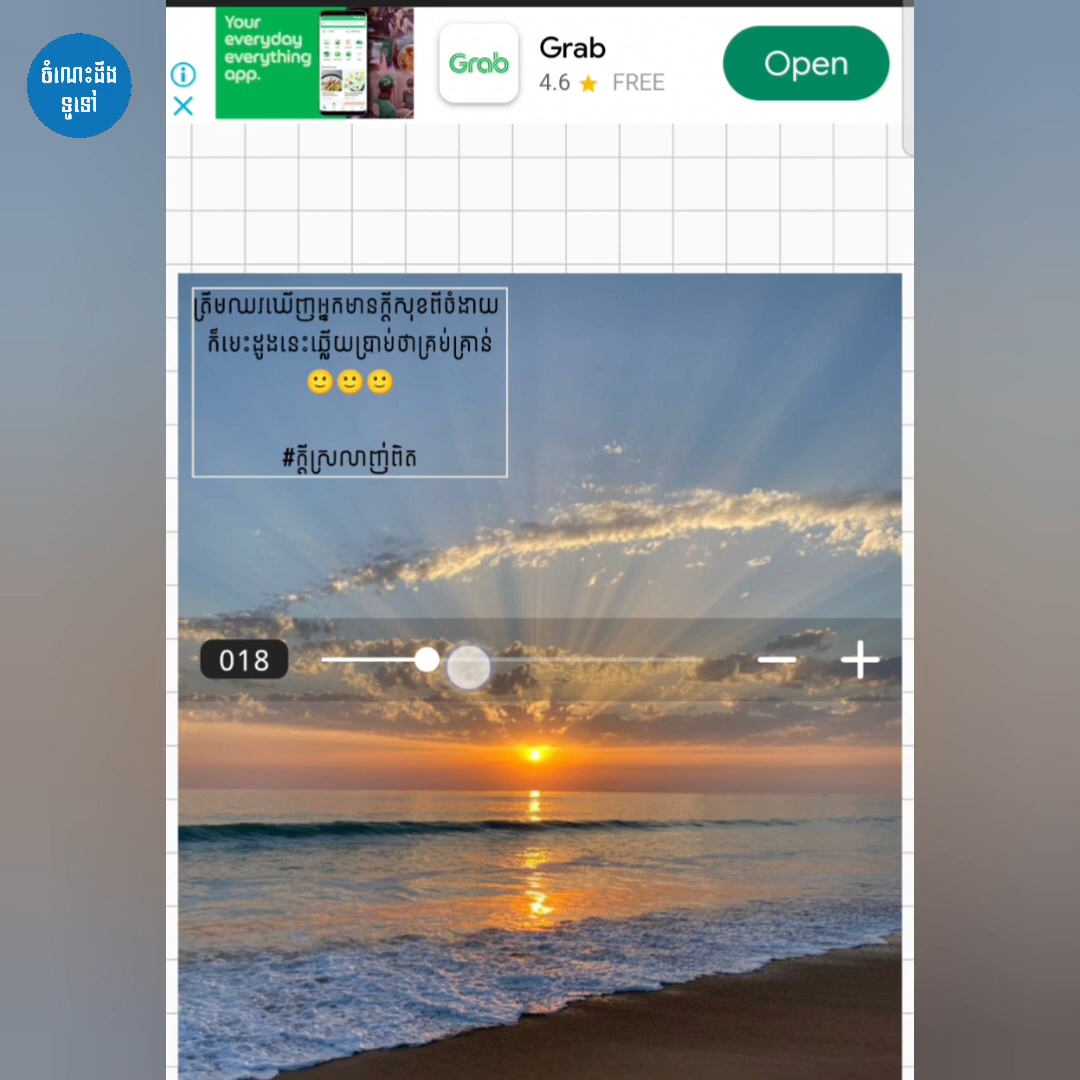 ចំណេះដឹង
ទូទៅ
Your
everyday
everything
app.
Grab
Grab
4.6 ★ FREE
Open
ត្រឹមឈរឃើញអ្នកមានក្ដីសុខពីចំងាយ
ក៏បេះដូងនេះឆ្លើយប្រាប់ថាគ្រប់គ្រាន់
🙂🙂🙂
#ក្ដីស្រលាញ់ពិត
018